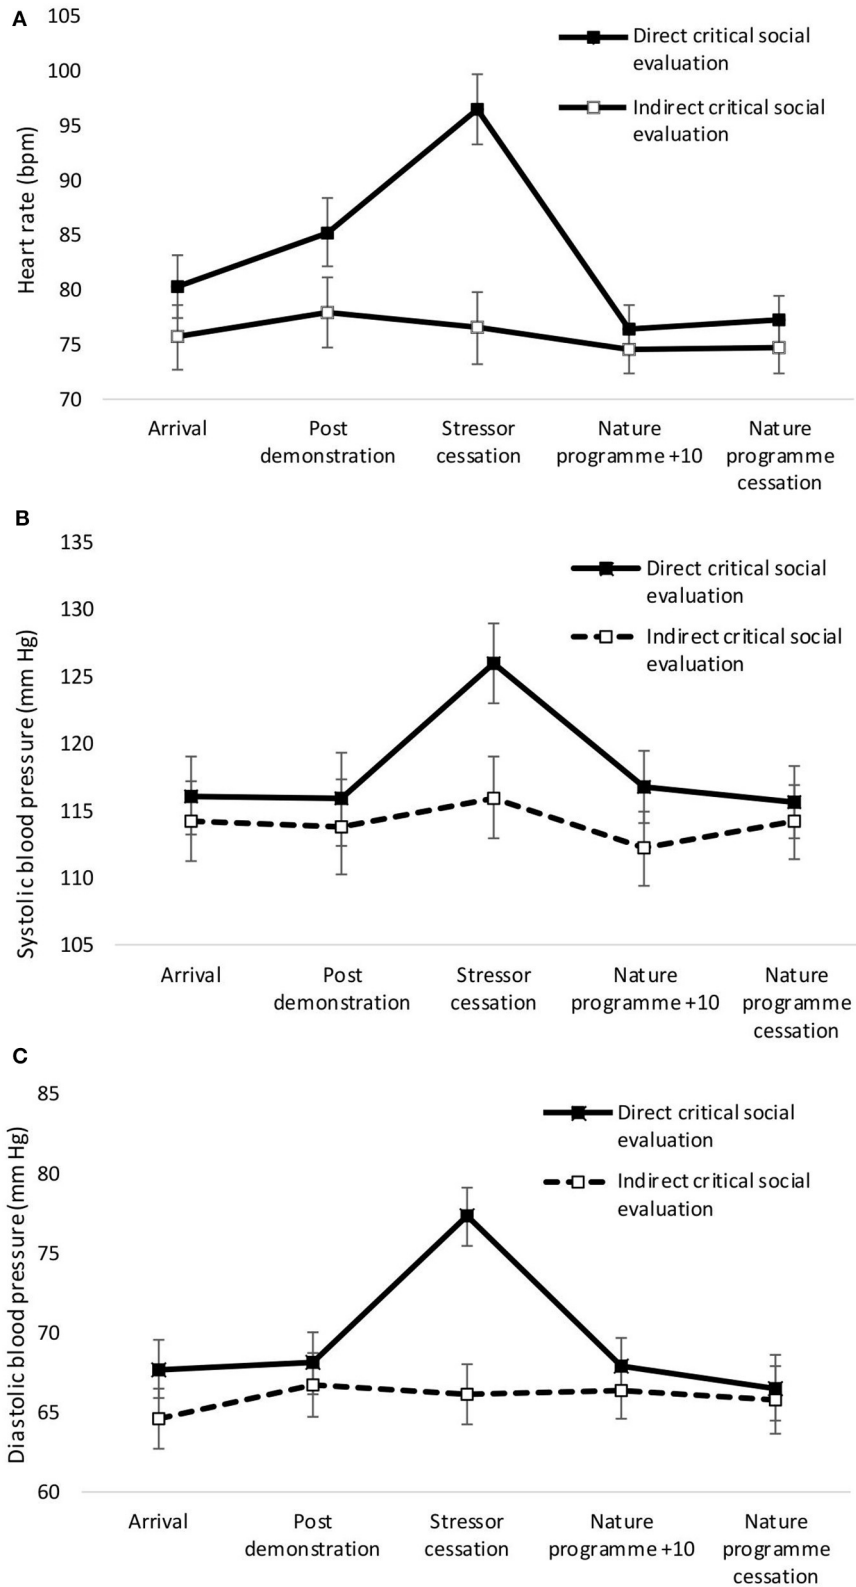 A
105
100
95
90
85
80
75
70
Heart rate (bpm)
Direct critical social
evaluation
Indirect critical social
evaluation
Arrival
Post
demonstration
Stressor
cessation
Nature
programme +10
Nature
programme
cessation
B
135
130
125
120
115
110
105
Systolic blood pressure (mm Hg)
Direct critical social
evaluation
Indirect critical social
evaluation
Arrival
Post
demonstration
Stressor
cessation
Nature
programme +10
Nature
programme
cessation
C
85
80
75
70
65
60
Diastolic blood pressure (mm Hg)
Direct critical social
evaluation
Indirect critical social
evaluation
Arrival
Post
demonstration
Stressor
cessation
Nature
programme +10
Nature
programme
cessation